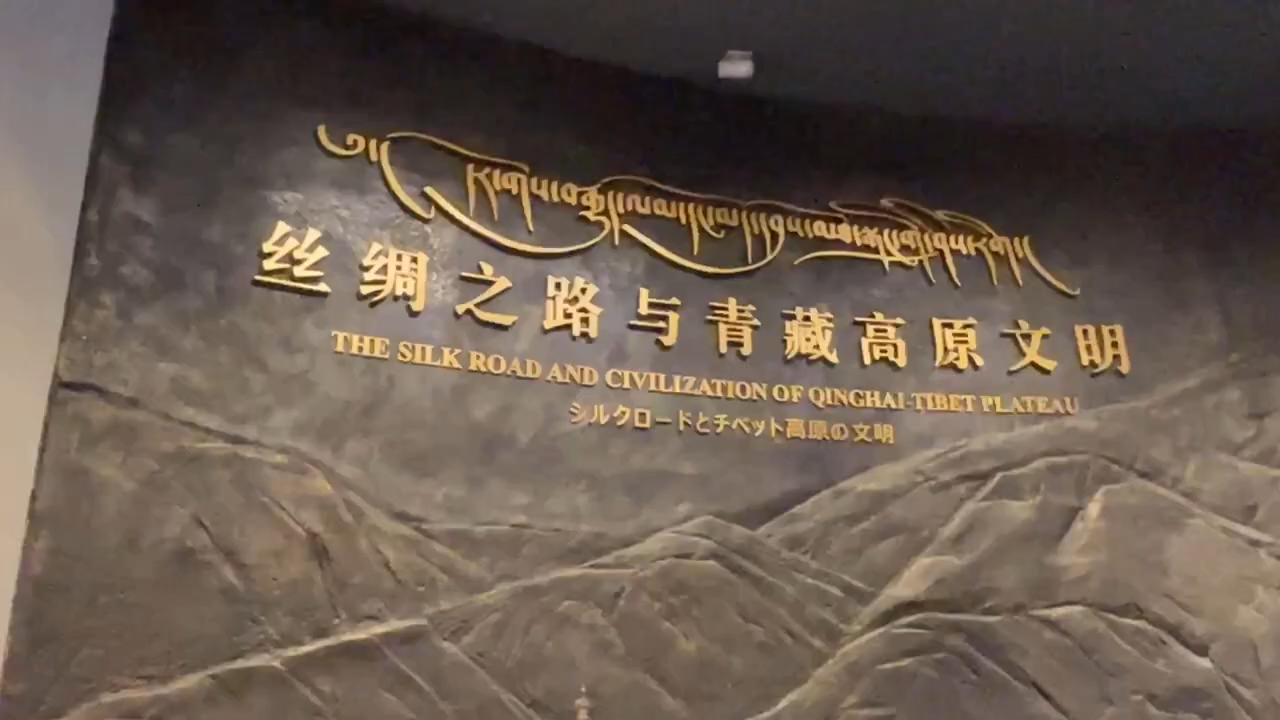 丝绸之路与青藏高原文明
THE SILK ROAD AND CIVILIZATION OF QINGHAI-TIBET PLATEAU
シルクロードとチベット高原の文明